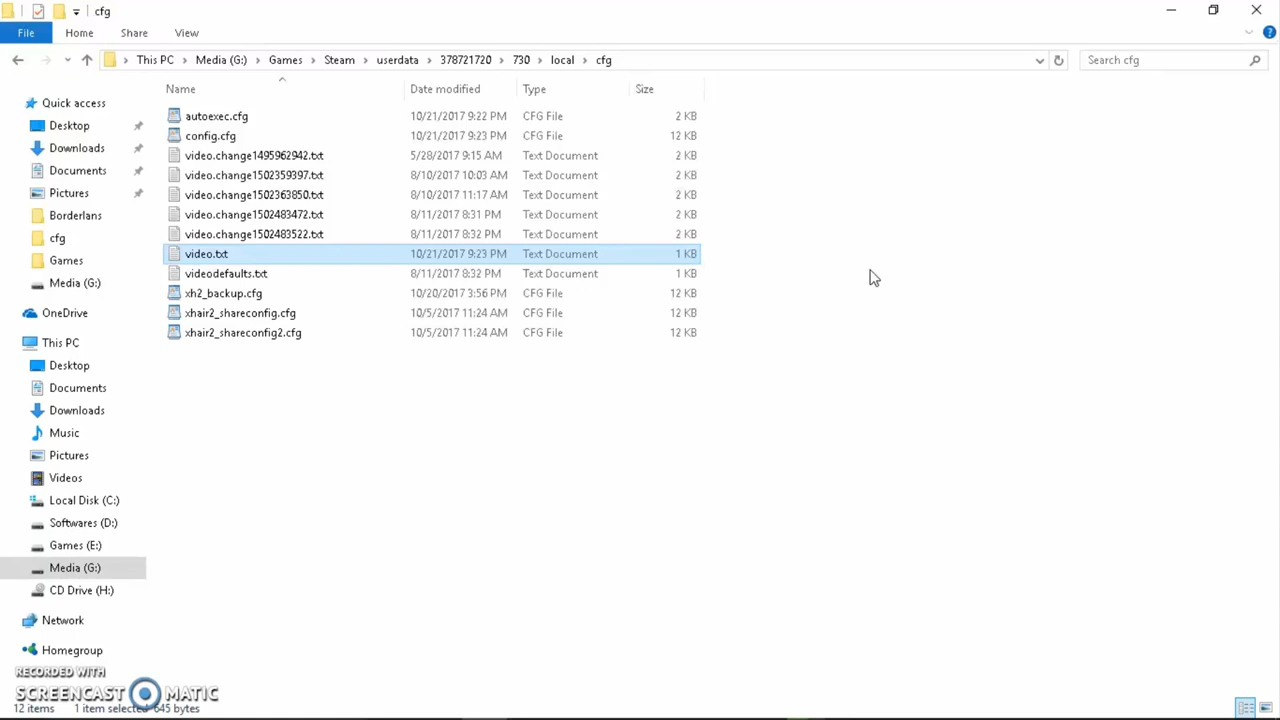 cfg
File Home Share View
This PC Media (G:) Games Steam userdata 378721720 730 local cfg Search cfg
Name Date modified Type Size
autoexec.cfg 10/21/2017 9:22 PM CFG File 2 KB
config.cfg 10/21/2017 9:23 PM CFG File 12 KB
video.change1495962942.txt 5/28/2017 9:15 AM Text Document 2 KB
video.change1502359397.txt 8/10/2017 10:03 AM Text Document 2 KB
video.change1502363850.txt 8/10/2017 11:17 AM Text Document 2 KB
video.change1502483472.txt 8/11/2017 8:31 PM Text Document 2 KB
video.change1502483522.txt 8/11/2017 8:32 PM Text Document 2 KB
video.txt 10/21/2017 9:23 PM Text Document 1 KB
videodefaults.txt 8/11/2017 8:32 PM Text Document 1 KB
xh2_backup.cfg 10/20/2017 3:56 PM CFG File 12 KB
xhair2_shareconfig.cfg 10/5/2017 11:24 AM CFG File 12 KB
xhair2_shareconfig2.cfg 10/5/2017 11:24 AM CFG File 12 KB
Quick access
Desktop
Downloads
Documents
Pictures
Borderlans
cfg
Games
Media (G:)
OneDrive
This PC
Desktop
Documents
Downloads
Music
Pictures
Videos
Local Disk (C:)
Softwares (D:)
Games (E:)
Media (G:)
CD Drive (H:)
Network
Homegroup
RECORDED WITH
SCREENCAST MATIC
12 items 1 item selected 645 bytes